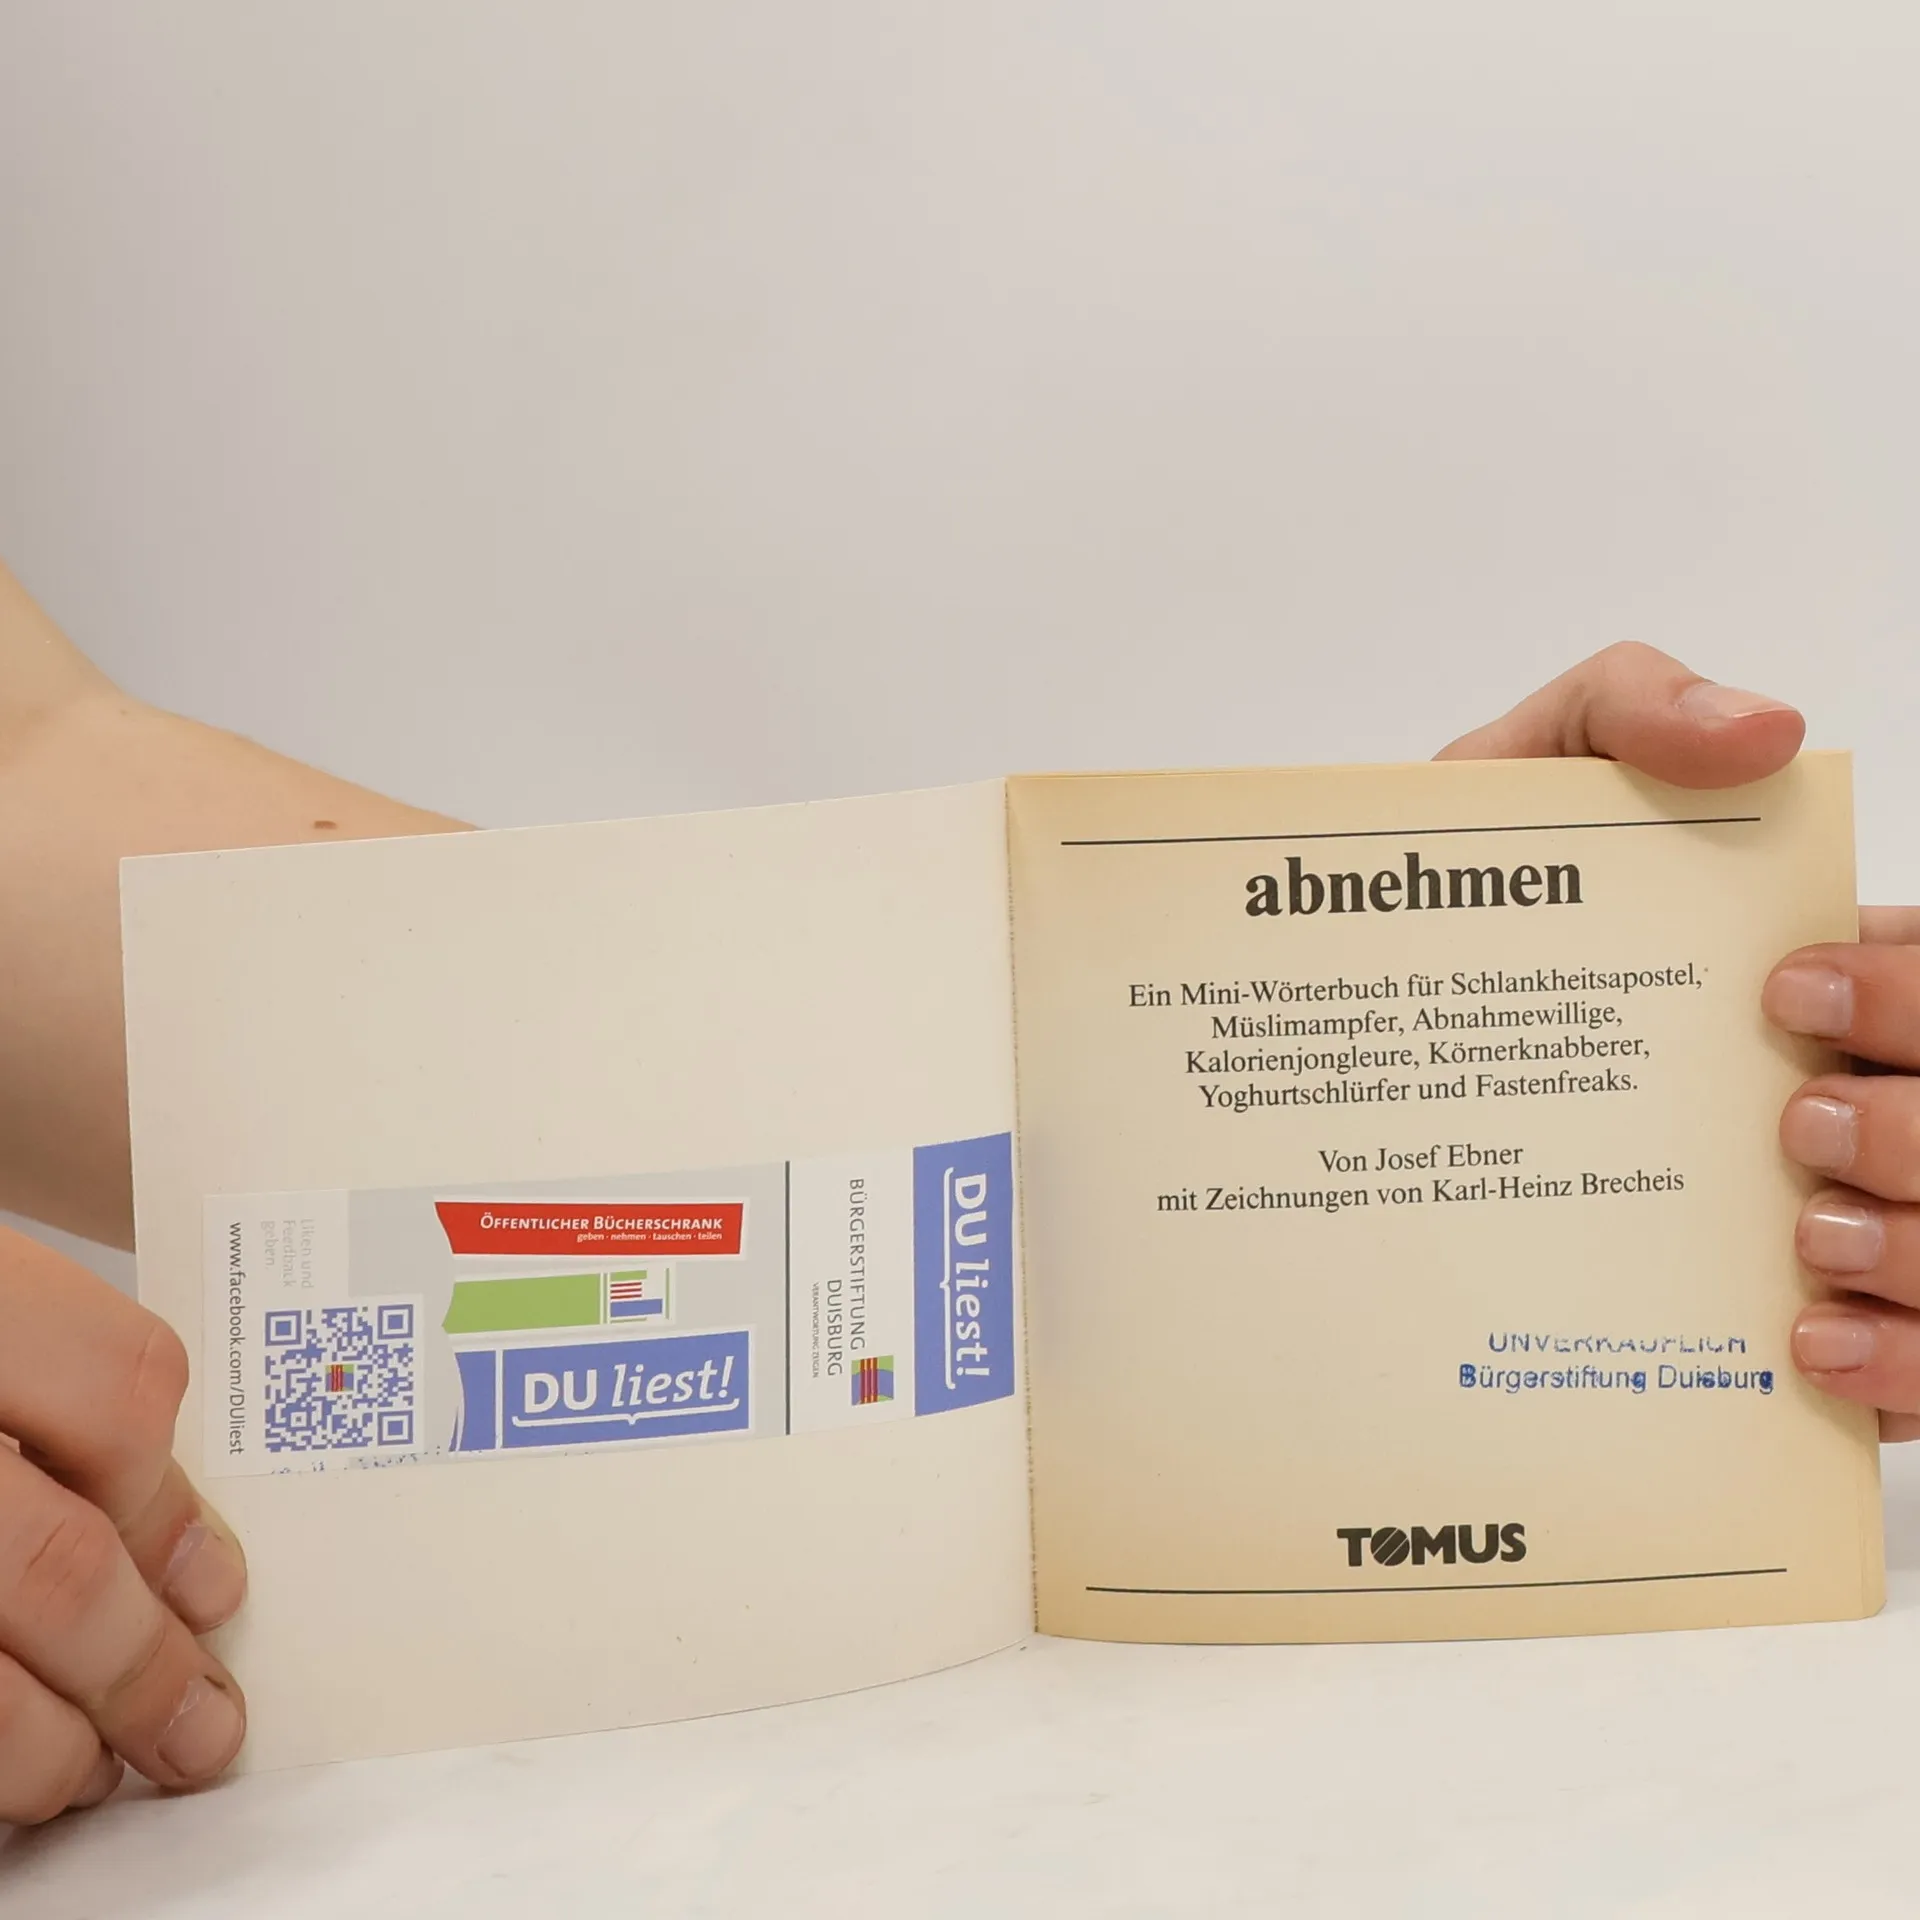 www.facebook.com/DUliest
Liken und
Feedback
geben.
ÖFFENTLICHER BÜCHERSCHRANK
geben · nehmen · tauschen · teilen
DU liest!
BÜRGERSTIFTUNG
DUISBURG
VERANTWORTUNG ZEIGEN
DU liest!
abnehmen
Ein Mini-Wörterbuch für Schlankheitsapostel,
Müslimampfer, Abnahmewillige,
Kalorienjongleure, Körnerknabberer,
Yoghurtschlürfer und Fastenfreaks.
Von Josef Ebner
mit Zeichnungen von Karl-Heinz Brecheis
UNVERKÄUFLICH
Bürgerstiftung Duisburg
TOMUS